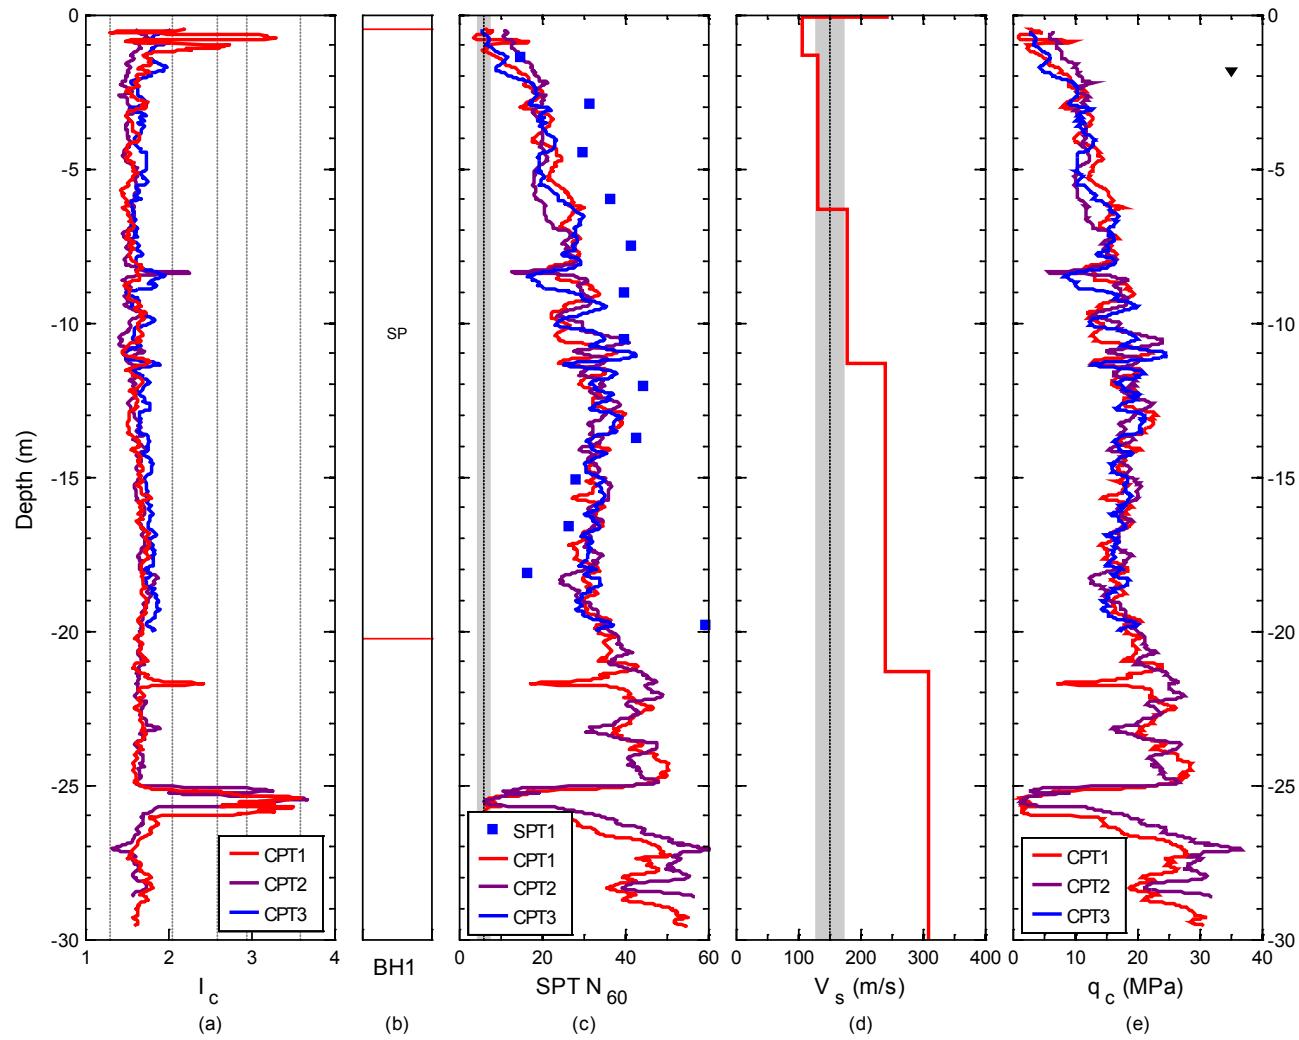 0
-5
-10
-15
-20
-25
-30
Depth (m)
1 2 3 4
I c
(a)
CPT1
CPT2
CPT3
SP
BH1
(b)
0 20 40 60
SPT N 60
(c)
SPT1
CPT1
CPT2
CPT3
0 100 200 300 400
V s (m/s)
(d)
0 10 20 30 40
q c (MPa)
(e)
CPT1
CPT2
CPT3
0
-5
-10
-15
-20
-25
-30